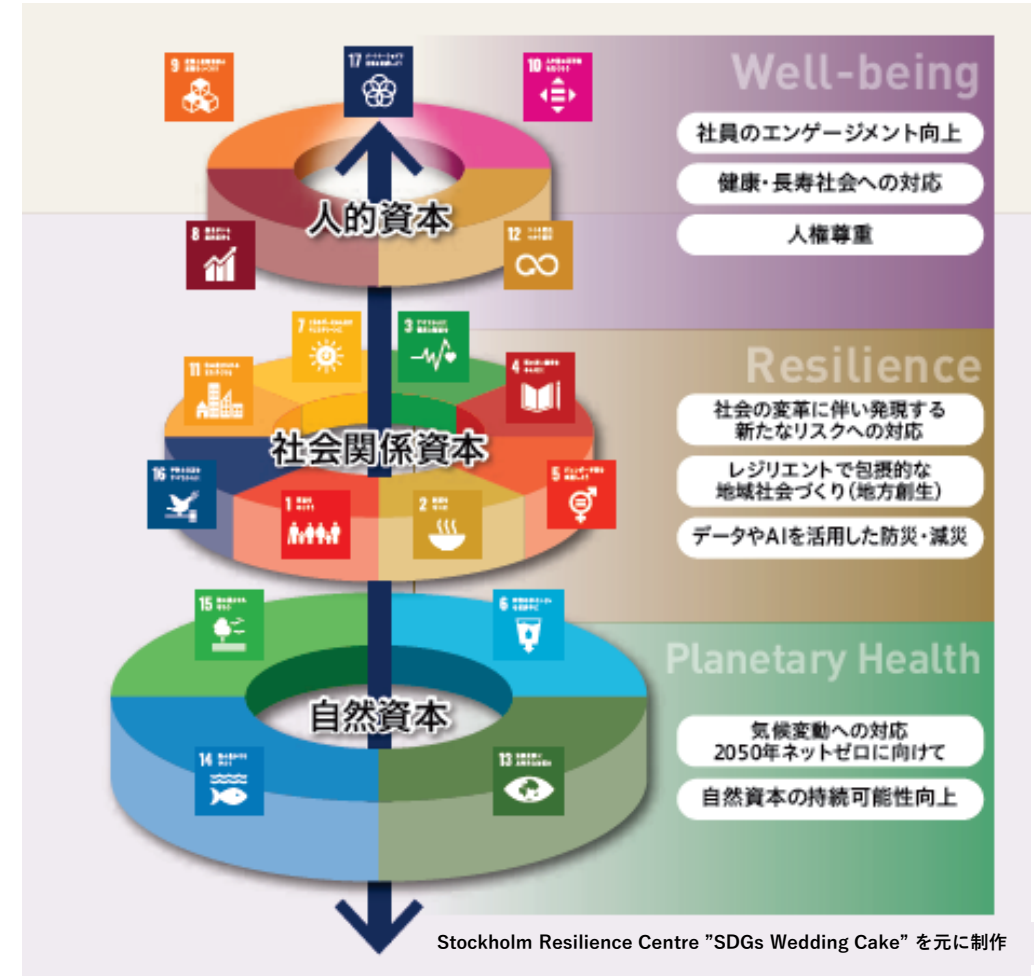 9
17
10
Well-being
社員のエンゲージメント向上
健康・長寿社会への対応
人権尊重
人的資本
8
12
7
3
11
4
Resilience
社会の変革に伴い発現する
新たなリスクへの対応
レジリエントで包摂的な
地域社会づくり(地方創生)
データやAIを活用した防災・減災
社会関係資本
16
5
1
2
15
6
Planetary Health
気候変動への対応
2050年ネットゼロに向けて
自然資本の持続可能性向上
自然資本
14
13
Stockholm Resilience Centre ”SDGs Wedding Cake” を元に制作